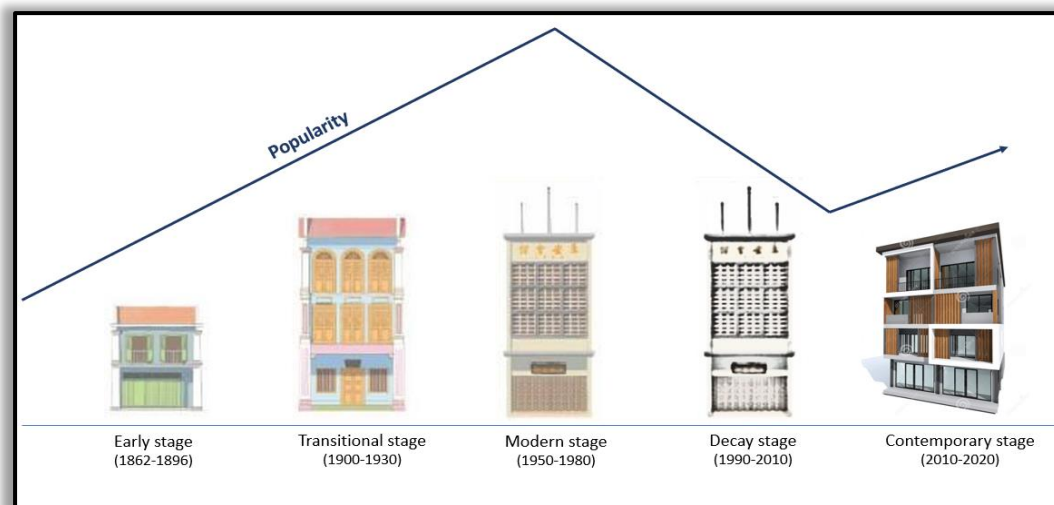 Popularity
Early stage
(1862-1896)
Transitional stage
(1900-1930)
Modern stage
(1950-1980)
Decay stage
(1990-2010)
Contemporary stage
(2010-2020)